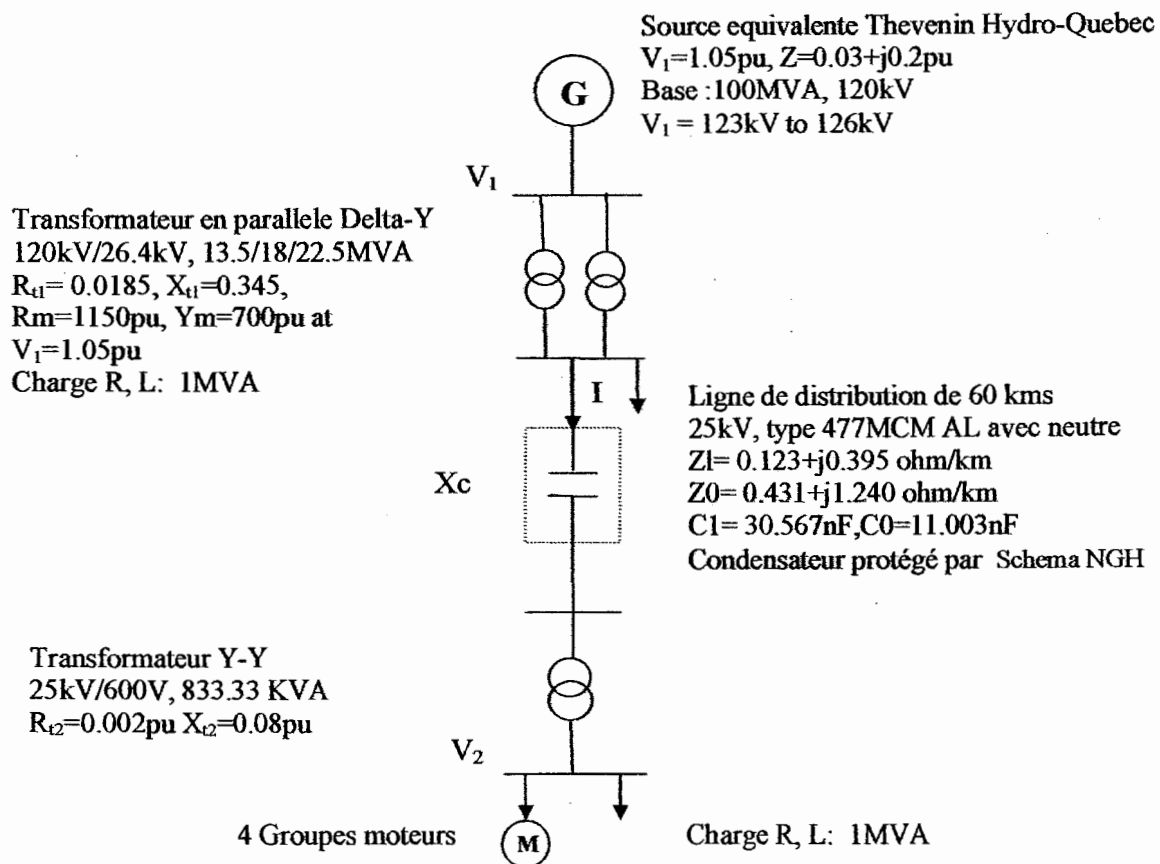 Source equivalente Thevenin Hydro-Quebec
V₁=1.05pu, Z=0.03+j0.2pu
Base :100MVA, 120kV
V₁ = 123kV to 126kV
G
V₁
Transformateur en parallele Delta-Y
120kV/26.4kV, 13.5/18/22.5MVA
Rt1= 0.0185, Xt1=0.345,
Rm=1150pu, Ym=700pu at
V₁=1.05pu
Charge R, L: 1MVA
I
Xc
Ligne de distribution de 60 kms
25kV, type 477MCM AL avec neutre
Zl= 0.123+j0.395 ohm/km
Z0= 0.431+j1.240 ohm/km
C1= 30.567nF,C0=11.003nF
Condensateur protégé par Schema NGH
Transformateur Y-Y
25kV/600V, 833.33 KVA
Rt2=0.002pu Xt2=0.08pu
V₂
4 Groupes moteurs
M
Charge R, L: 1MVA